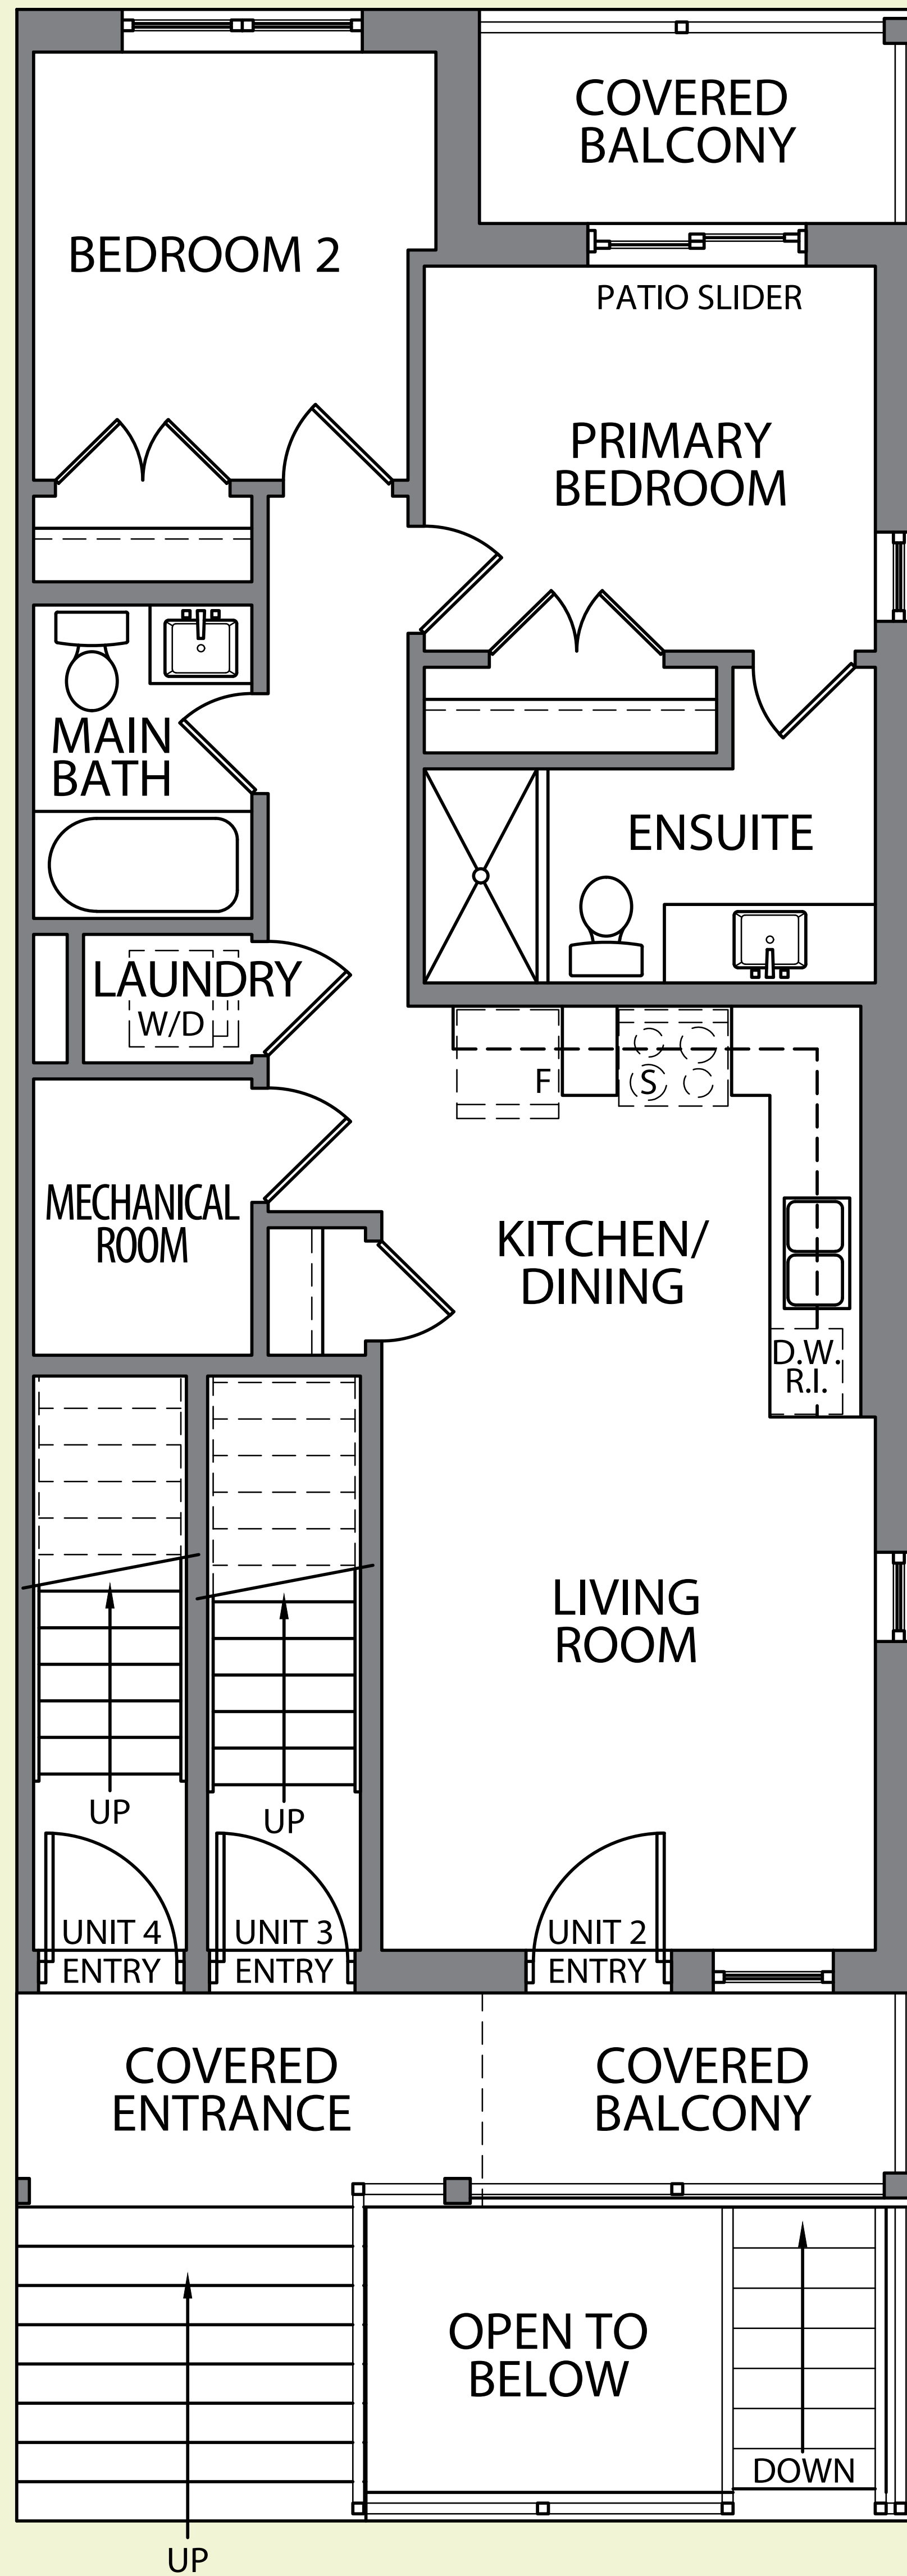 COVERED
BALCONY
BEDROOM 2
PATIO SLIDER
PRIMARY
BEDROOM
MAIN
BATH
ENSUITE
LAUNDRY
W/D
F
S
MECHANICAL
ROOM
KITCHEN/
DINING
D.W.
R.I.
LIVING
ROOM
UP
UP
UNIT 4
ENTRY
UNIT 3
ENTRY
UNIT 2
ENTRY
COVERED
ENTRANCE
COVERED
BALCONY
OPEN TO
BELOW
DOWN
UP